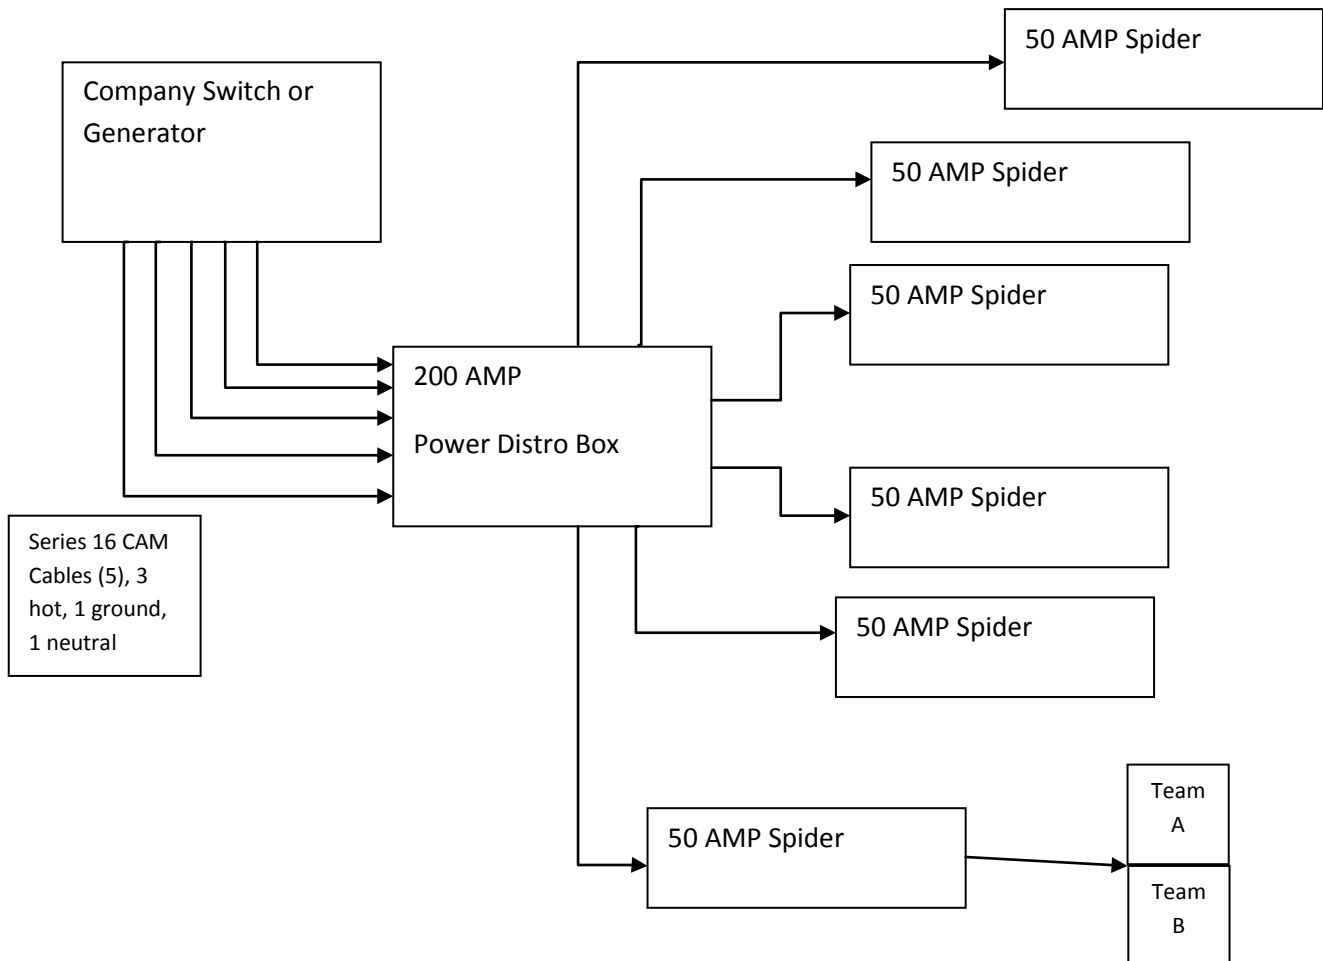 50 AMP Spider
Company Switch or
Generator
50 AMP Spider
50 AMP Spider
200 AMP
Power Distro Box
50 AMP Spider
Series 16 CAM
Cables (5), 3
hot, 1 ground,
1 neutral
50 AMP Spider
50 AMP Spider
Team
A
Team
B